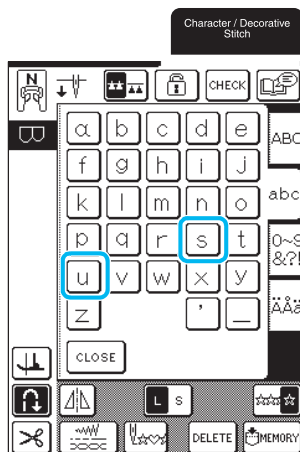 Character / Decorative
Stitch
N
CHECK
B
a b c d e
ABC
f g h i j
k l m n o
abc
p q r s t
0~9
&?!
u v w x y
z ' _
ÄÅä
CLOSE
L S
DELETE
MEMORY